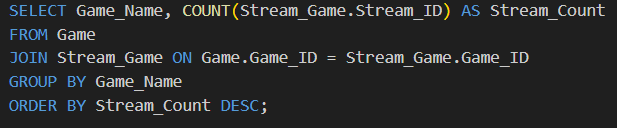 SELECT Game_Name, COUNT(Stream_Game.Stream_ID) AS Stream_Count
FROM Game
JOIN Stream_Game ON Game.Game_ID = Stream_Game.Game_ID
GROUP BY Game_Name
ORDER BY Stream_Count DESC;